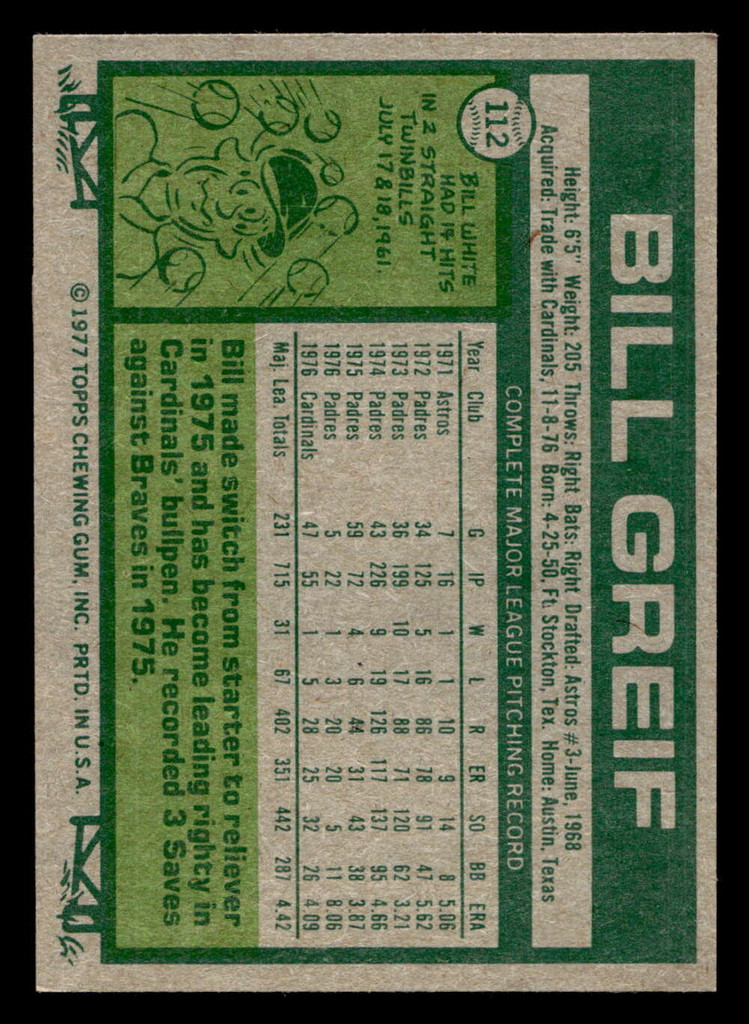 BILL GREIF
Height: 6'5" Weight: 205 Throws: Right Bats: Right Drafted: Astros #3-June, 1968
Acquired: Trade with Cardinals, 11-8-76 Born: 4-25-50, Ft. Stockton, Tex. Home: Austin, Texas
112
COMPLETE MAJOR LEAGUE PITCHING RECORD
BILL WHITE
HAD 14 HITS
IN 2 STRAIGHT
TWINBILLS
JULY 17 & 18, 1961
Year Club G IP W L R ER SO BB ERA
1971 Astros 7 16 1 1 10 9 14 8 5.06
1972 Padres 34 125 5 16 86 78 91 47 5.62
1973 Padres 36 199 10 17 88 71 120 62 3.21
1974 Padres 43 226 9 19 126 117 137 95 4.66
1975 Padres 59 72 4 6 44 31 43 38 3.87
1976 Padres 5 22 1 3 20 20 5 11 8.06
1976 Cardinals 47 55 1 5 28 25 32 26 4.09
Maj. Lea. Totals 231 715 31 67 402 351 442 287 4.42
Bill made switch from starter to reliever
in 1975 and has become leading righty in
Cardinals' bullpen. He recorded 3 Saves
against Braves in 1975.
© 1977 TOPPS CHEWING GUM, INC. PRTD. IN U.S.A.